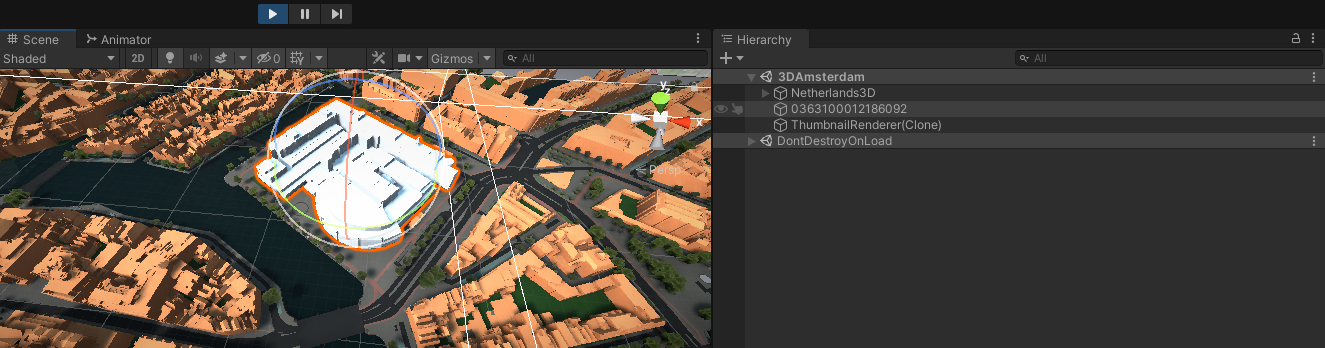 Scene
Animator
Shaded
2D
0
Gizmos
All
y
z
x
Persp
Hierarchy
All
3DAmsterdam
Netherlands3D
0363100012186092
ThumbnailRenderer(Clone)
DontDestroyOnLoad